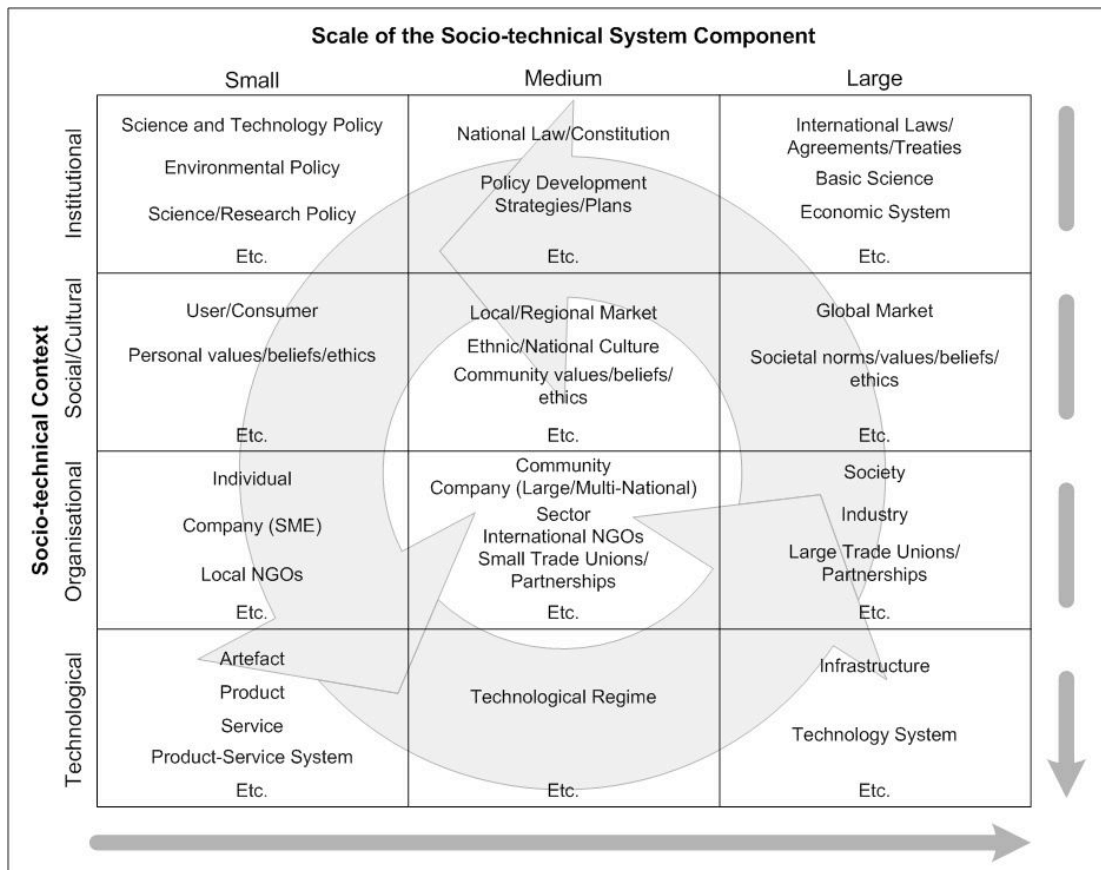 Scale of the Socio-technical System Component
Small
Medium
Large
Socio-technical Context
Institutional
Science and Technology Policy
Environmental Policy
Science/Research Policy
Etc.
National Law/Constitution
Policy Development
Strategies/Plans
Etc.
International Laws/
Agreements/Treaties
Basic Science
Economic System
Etc.
Social/Cultural
User/Consumer
Personal values/beliefs/ethics
Etc.
Local/Regional Market
Ethnic/National Culture
Community values/beliefs/
ethics
Etc.
Global Market
Societal norms/values/beliefs/
ethics
Etc.
Organisational
Individual
Company (SME)
Local NGOs
Etc.
Community
Company (Large/Multi-National)
Sector
International NGOs
Small Trade Unions/
Partnerships
Etc.
Society
Industry
Large Trade Unions/
Partnerships
Etc.
Technological
Artefact
Product
Service
Product-Service System
Etc.
Technological Regime
Etc.
Infrastructure
Technology System
Etc.